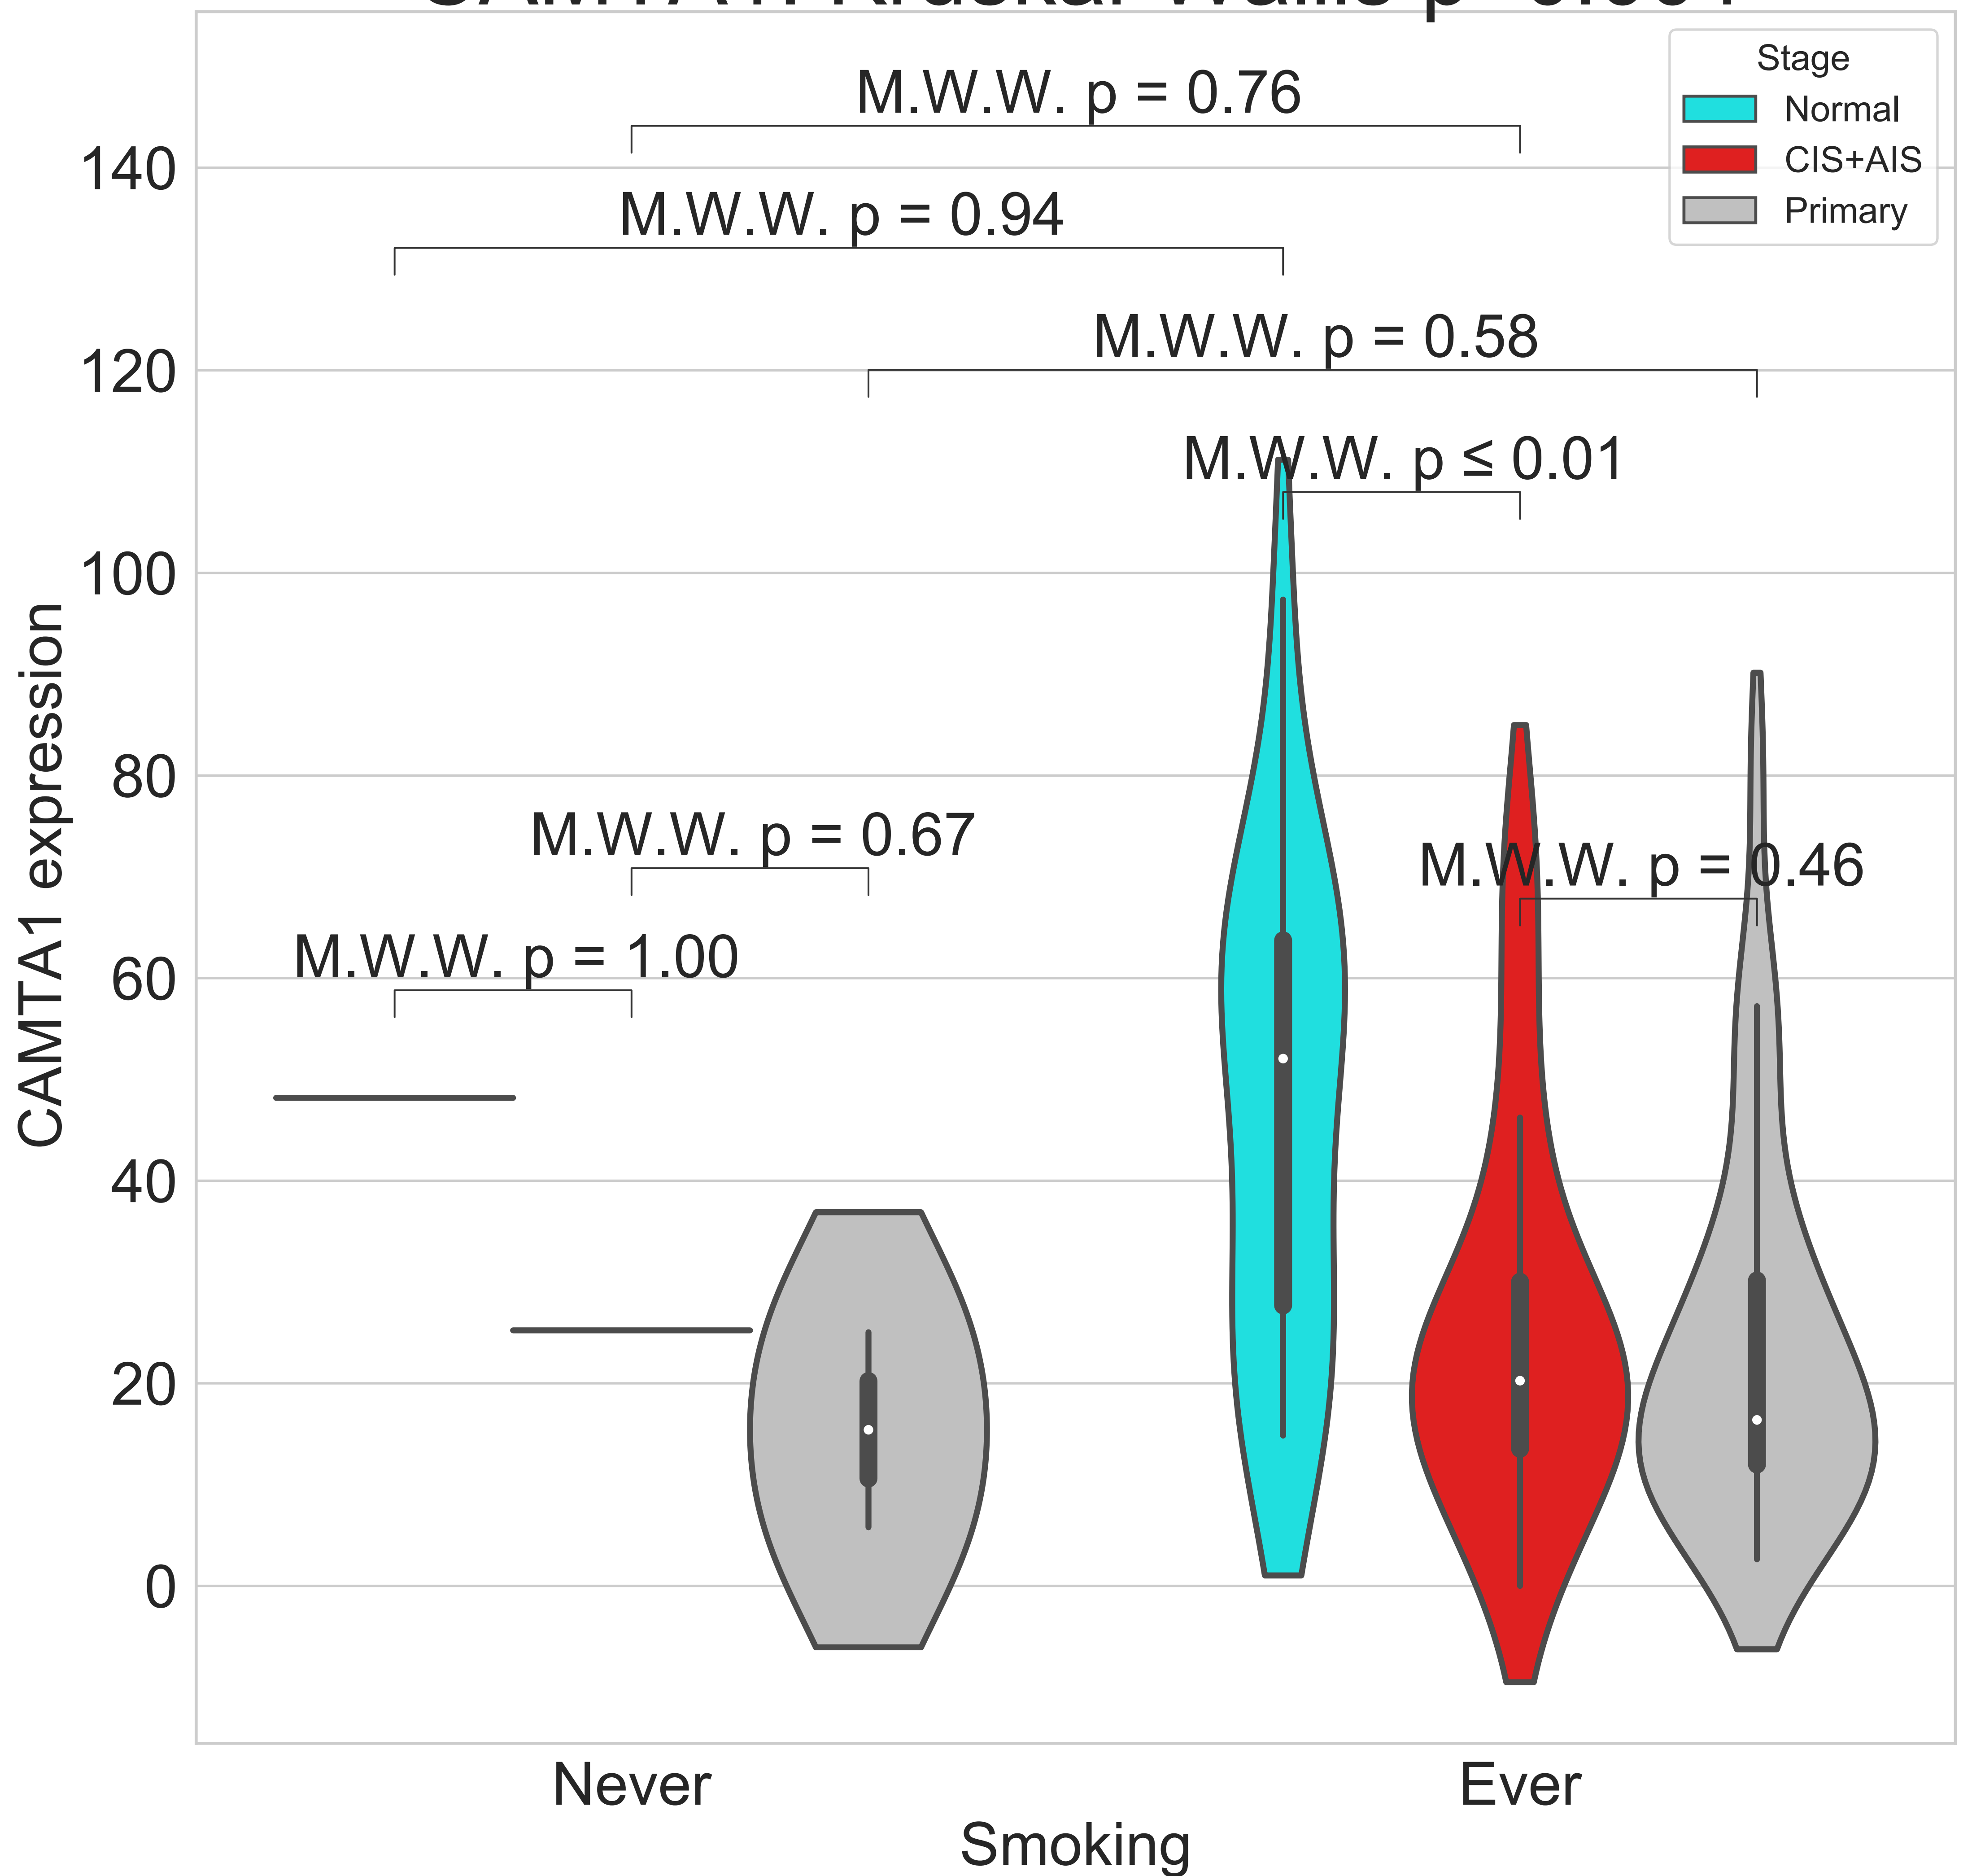 Stage
Normal
CIS+AIS
Primary
M.W.W. p = 0.76
M.W.W. p = 0.94
M.W.W. p = 0.58
M.W.W. p ≤ 0.01
M.W.W. p = 0.67
M.W.W. p = 0.46
M.W.W. p = 1.00
140
120
100
80
60
40
20
0
CAMTA1 expression
Never
Ever
Smoking